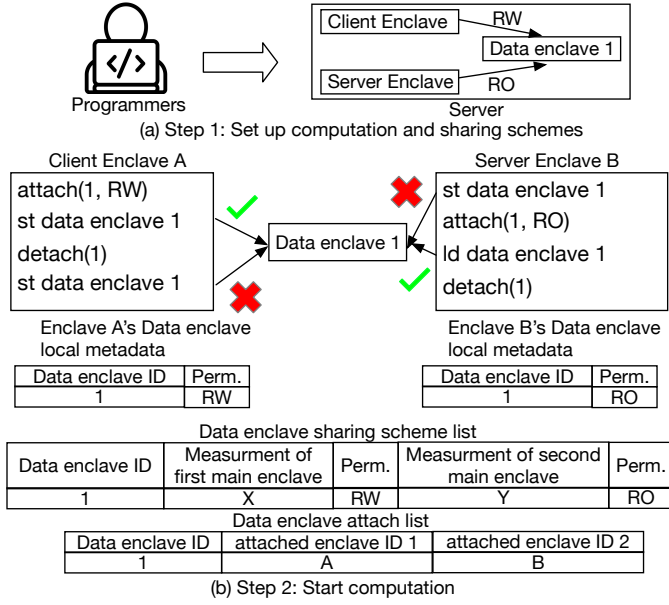 Client Enclave
RW
Data enclave 1
</>
Server Enclave
RO
Programmers
Server
(a) Step 1: Set up computation and sharing schemes
Client Enclave A
Server Enclave B
attach(1, RW)
st data enclave 1
detach(1)
st data enclave 1
Data enclave 1
st data enclave 1
attach(1, RO)
ld data enclave 1
detach(1)
Enclave A's Data enclave
local metadata
Data enclave ID Perm.
1 RW
Enclave B's Data enclave
local metadata
Data enclave ID Perm.
1 RO
Data enclave sharing scheme list
Data enclave ID Measurment of first main enclave Perm. Measurment of second main enclave Perm.
1 X RW Y RO
Data enclave attach list
Data enclave ID attached enclave ID 1 attached enclave ID 2
1 A B
(b) Step 2: Start computation